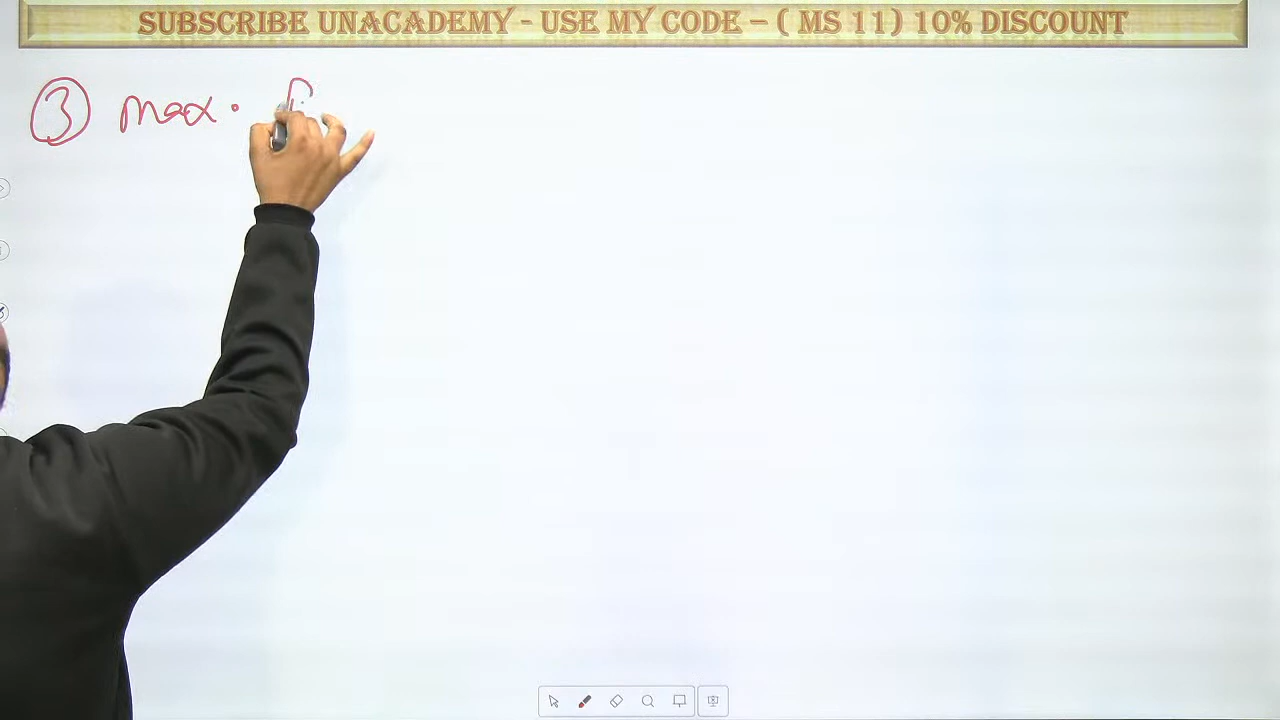 SUBSCRIBE UNACADEMY - USE MY CODE – ( MS 11) 10% DISCOUNT
③ max.